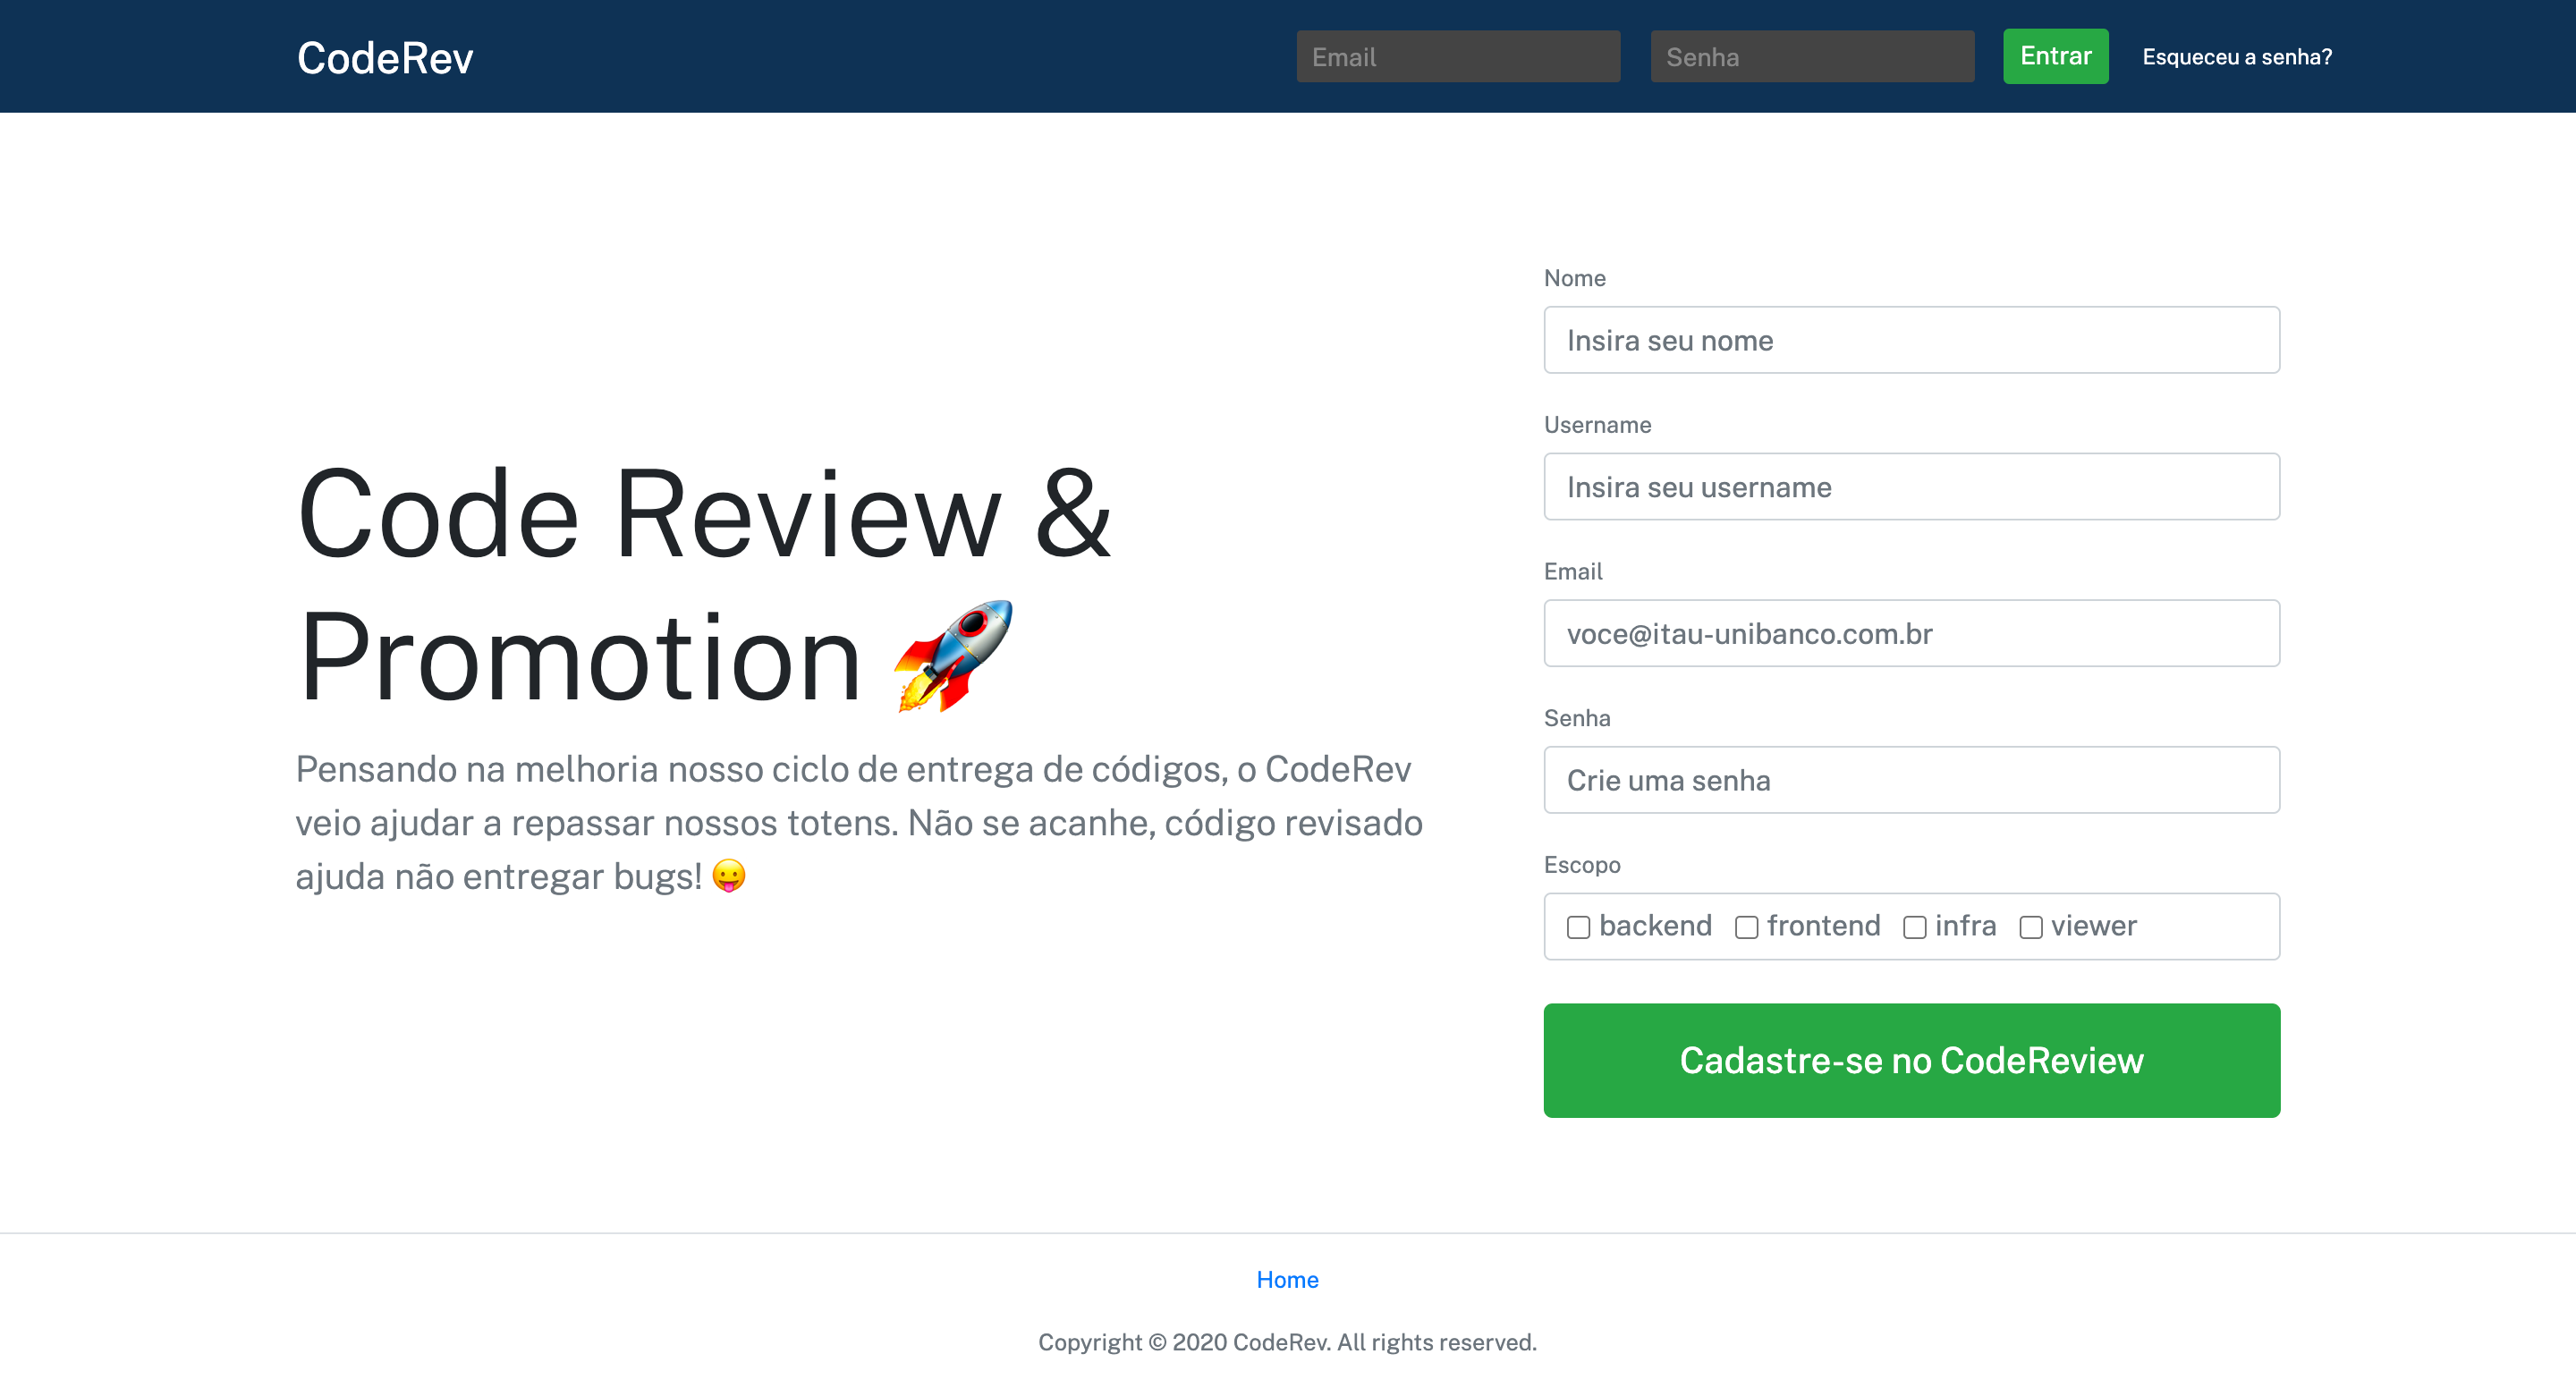 CodeRev
Email
Senha
Entrar
Esqueceu a senha?
Code Review &
Promotion 🚀
Pensando na melhoria nosso ciclo de entrega de códigos, o CodeRev
veio ajudar a repassar nossos totens. Não se acanhe, código revisado
ajuda não entregar bugs! 😛
Nome
Insira seu nome
Username
Insira seu username
Email
voce@itau-unibanco.com.br
Senha
Crie uma senha
Escopo
backend frontend infra viewer
Cadastre-se no CodeReview
Home
Copyright © 2020 CodeRev. All rights reserved.